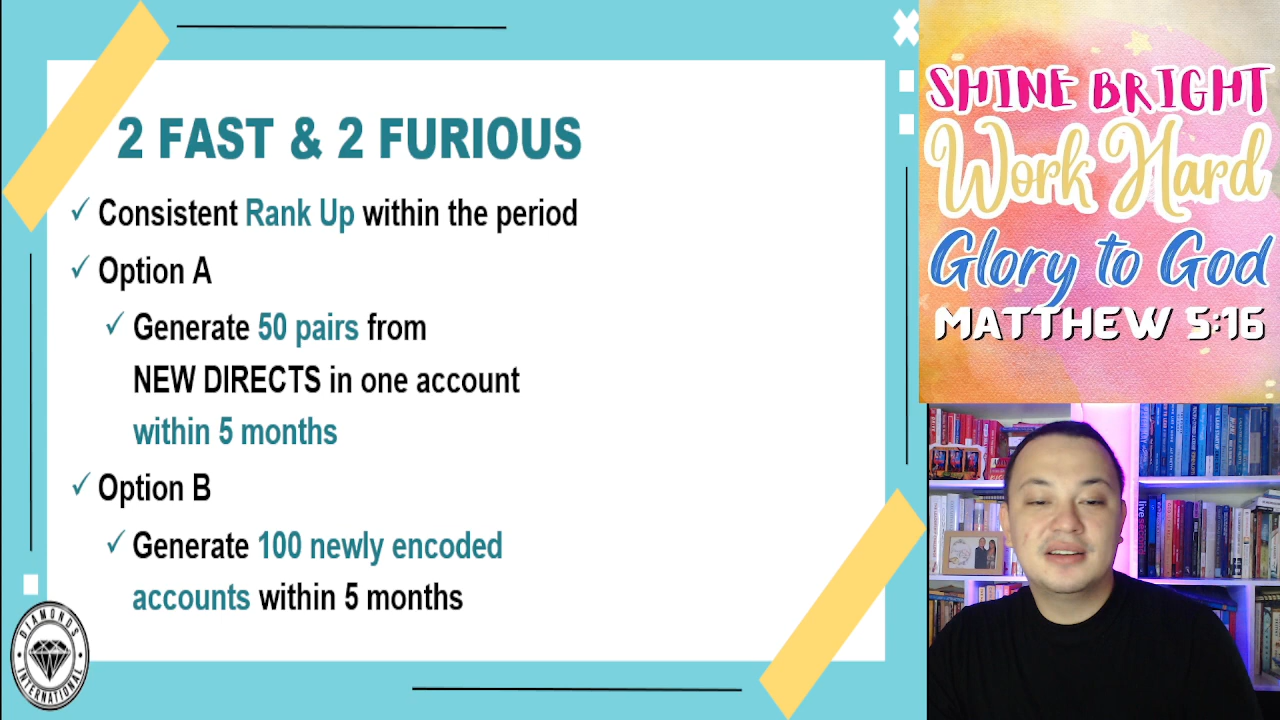 2 FAST & 2 FURIOUS
✓ Consistent Rank Up within the period
✓ Option A
✓ Generate 50 pairs from
NEW DIRECTS in one account
within 5 months
✓ Option B
✓ Generate 100 newly encoded
accounts within 5 months
DIAMONDS
INTERNATIONAL
SHINE BRIGHT
Work Hard
Glory to God
MATTHEW 5:16